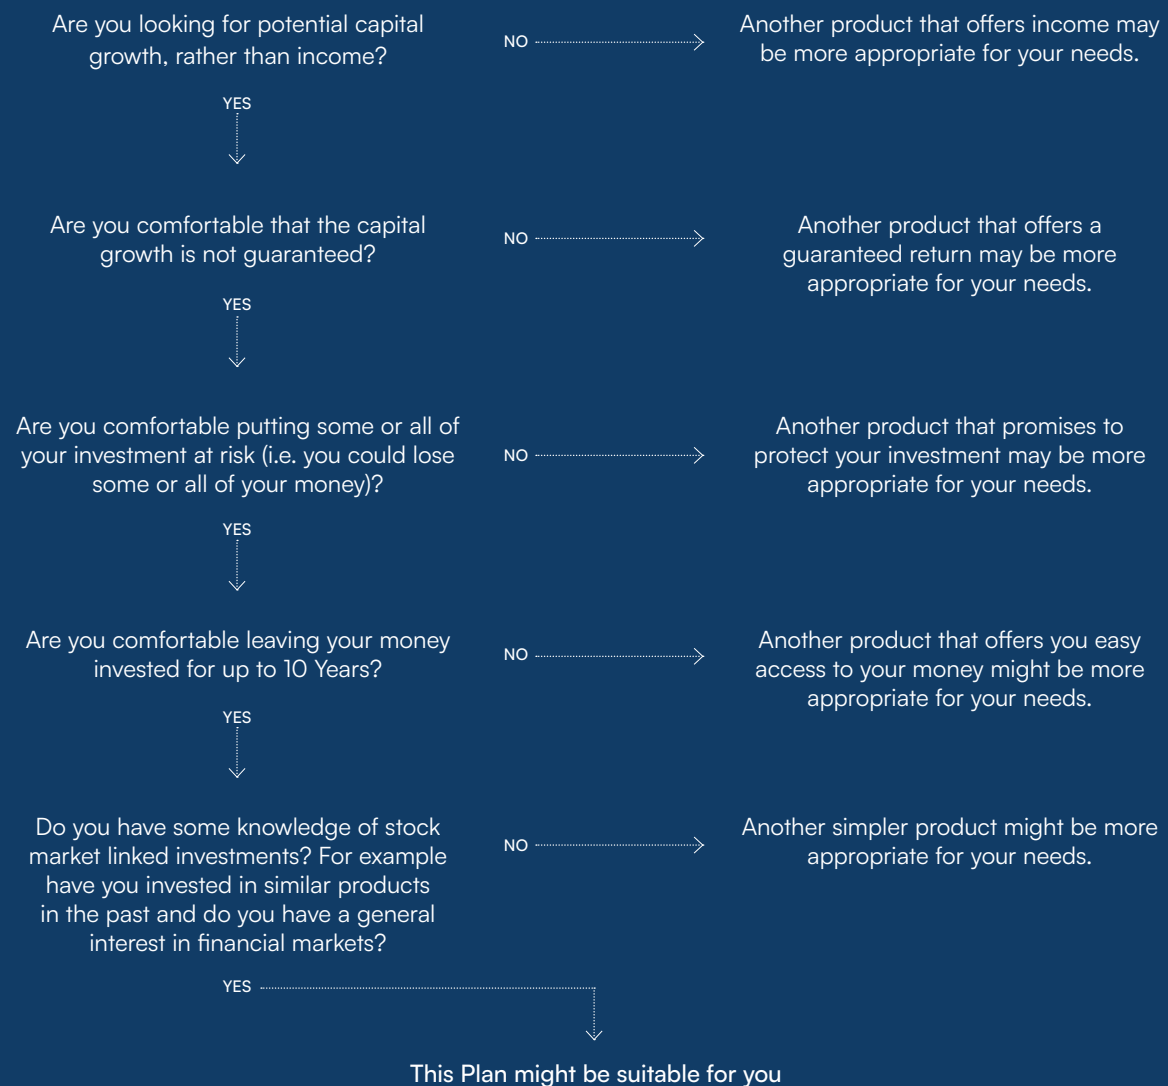 Are you looking for potential capital
growth, rather than income?
NO
Another product that offers income may
be more appropriate for your needs.
YES
Are you comfortable that the capital
growth is not guaranteed?
NO
Another product that offers a
guaranteed return may be more
appropriate for your needs.
YES
Are you comfortable putting some or all of
your investment at risk (i.e. you could lose
some or all of your money)?
NO
Another product that promises to
protect your investment may be more
appropriate for your needs.
YES
Are you comfortable leaving your money
invested for up to 10 Years?
NO
Another product that offers you easy
access to your money might be more
appropriate for your needs.
YES
Do you have some knowledge of stock
market linked investments? For example
have you invested in similar products
in the past and do you have a general
interest in financial markets?
NO
Another simpler product might be more
appropriate for your needs.
YES
This Plan might be suitable for you